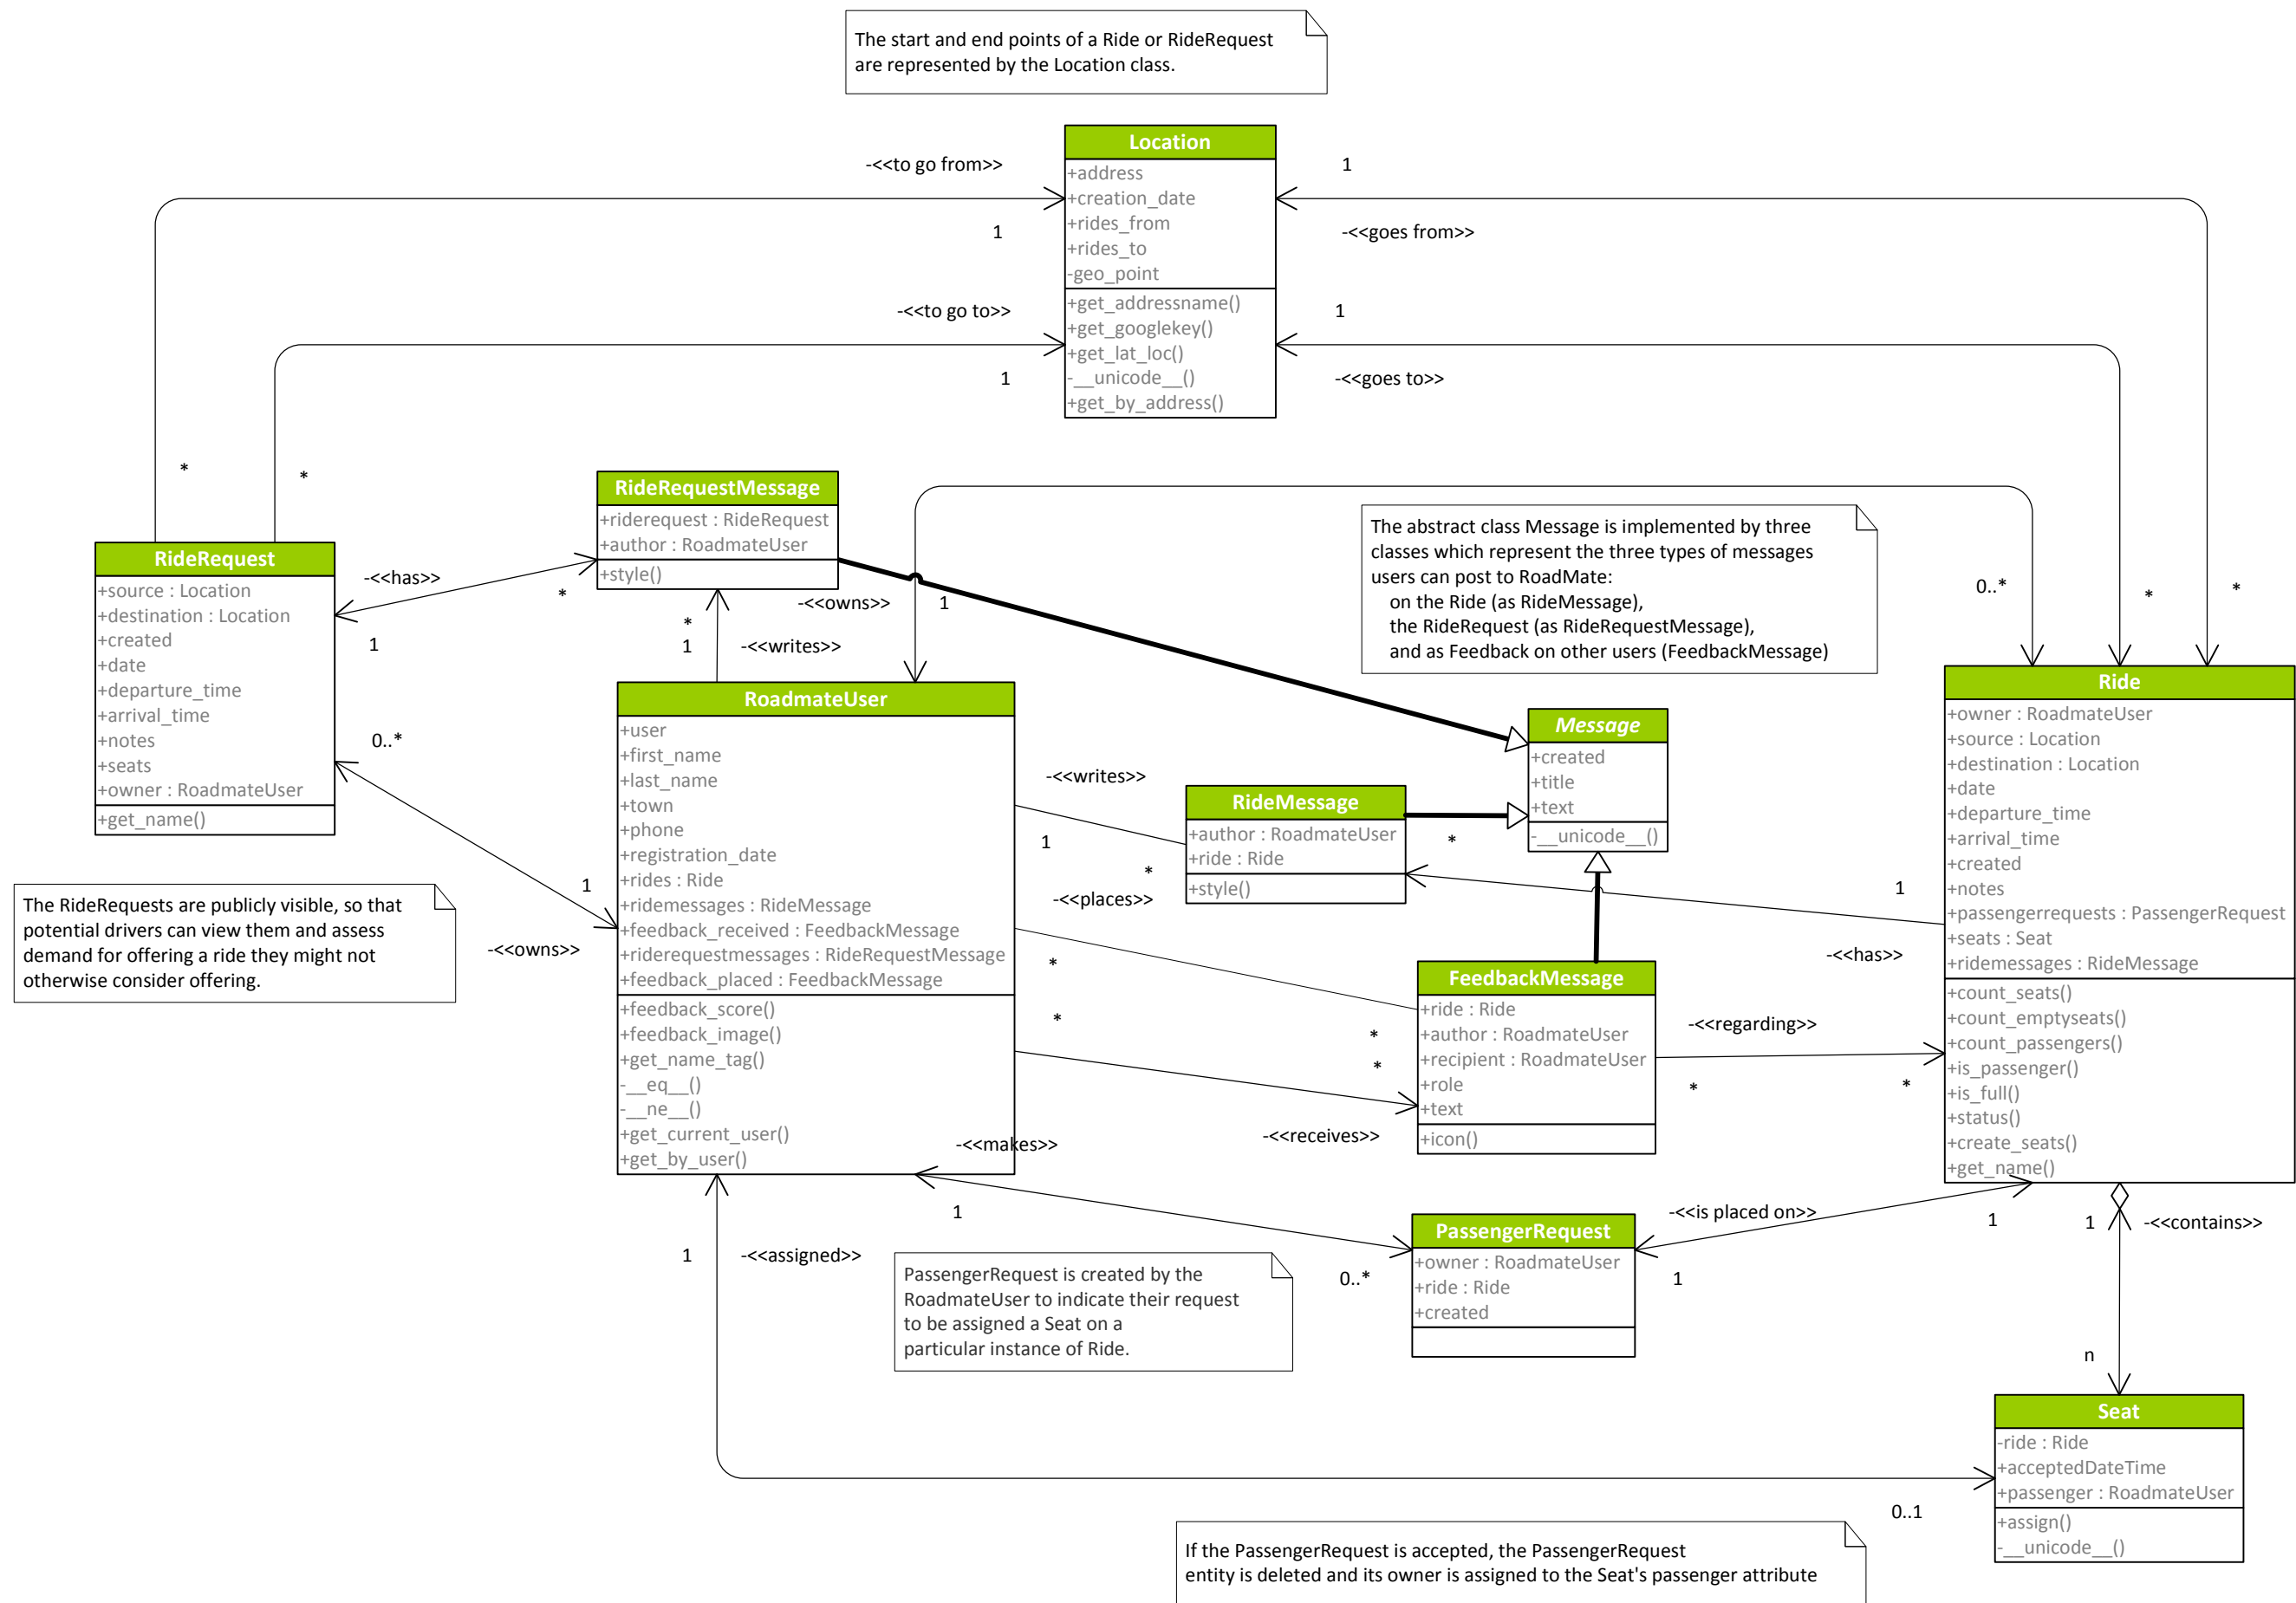 The start and end points of a Ride or RideRequest
are represented by the Location class.
Location
+address
+creation_date
+rides_from
+rides_to
-geo_point
+get_addressname()
+get_googlekey()
+get_lat_loc()
-__unicode__()
+get_by_address()
-<<to go from>>
1
-<<to go to>>
1
1
-<<goes from>>
1
-<<goes to>>
*
*
RideRequestMessage
+riderequest : RideRequest
+author : RoadmateUser
+style()
The abstract class Message is implemented by three
classes which represent the three types of messages
users can post to RoadMate:
on the Ride (as RideMessage),
the RideRequest (as RideRequestMessage),
and as Feedback on other users (FeedbackMessage)
RideRequest
+source : Location
+destination : Location
+created
+date
+departure_time
+arrival_time
+notes
+seats
+owner : RoadmateUser
+get_name()
-<<has>>
*
1
-<<owns>>
1
*
1
-<<writes>>
0..*
*
*
0..*
1
-<<owns>>
The RideRequests are publicly visible, so that
potential drivers can view them and assess
demand for offering a ride they might not
otherwise consider offering.
RoadmateUser
+user
+first_name
+last_name
+town
+phone
+registration_date
+rides : Ride
+ridemessages : RideMessage
+feedback_received : FeedbackMessage
+riderequestmessages : RideRequestMessage
+feedback_placed : FeedbackMessage
+feedback_score()
+feedback_image()
+get_name_tag()
-__eq__()
-__ne__()
+get_current_user()
+get_by_user()
-<<writes>>
1
*
-<<places>>
*
*
*
*
-<<receives>>
-<<makes>>
Message
+created
+title
+text
-__unicode__()
RideMessage
+author : RoadmateUser
+ride : Ride
+style()
*
1
-<<has>>
FeedbackMessage
+ride : Ride
+author : RoadmateUser
+recipient : RoadmateUser
+role
+text
+icon()
-<<regarding>>
*
*
Ride
+owner : RoadmateUser
+source : Location
+destination : Location
+date
+departure_time
+arrival_time
+created
+notes
+passengerrequests : PassengerRequest
+seats : Seat
+ridemessages : RideMessage
+count_seats()
+count_emptyseats()
+count_passengers()
+is_passenger()
+is_full()
+status()
+create_seats()
+get_name()
1
0..*
PassengerRequest
+owner : RoadmateUser
+ride : Ride
+created
-<<is placed on>>
1
1
1
-<<contains>>
n
1
-<<assigned>>
PassengerRequest is created by the
RoadmateUser to indicate their request
to be assigned a Seat on a
particular instance of Ride.
Seat
-ride : Ride
+acceptedDateTime
+passenger : RoadmateUser
+assign()
-__unicode__()
0..1
If the PassengerRequest is accepted, the PassengerRequest
entity is deleted and its owner is assigned to the Seat's passenger attribute